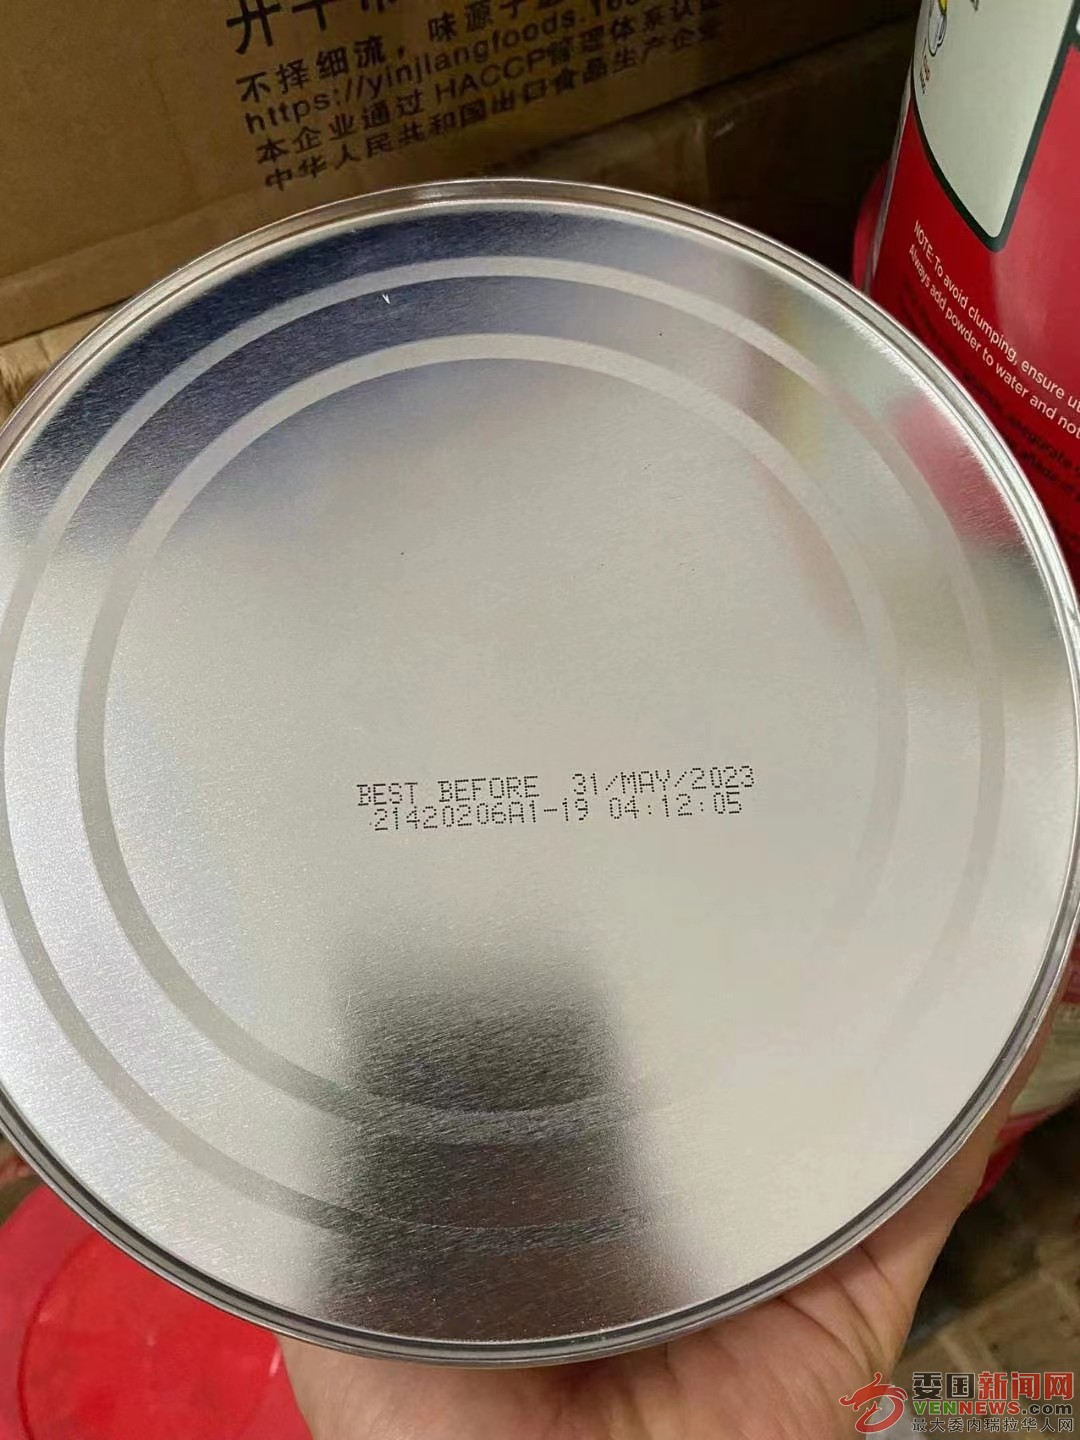 不择细流，味源于
https://yinjiangfoods.168
本企业通过HACCP管理体系认证
中华人民共和国出口食品生产企业
NOTE: To avoid clumping, ensure
Always add powder to water and not
BEST BEFORE 31/MAY/2023
21420206A1-19 04:12:05
委国新闻网
VENNEWS.com
最大委内瑞拉华人网